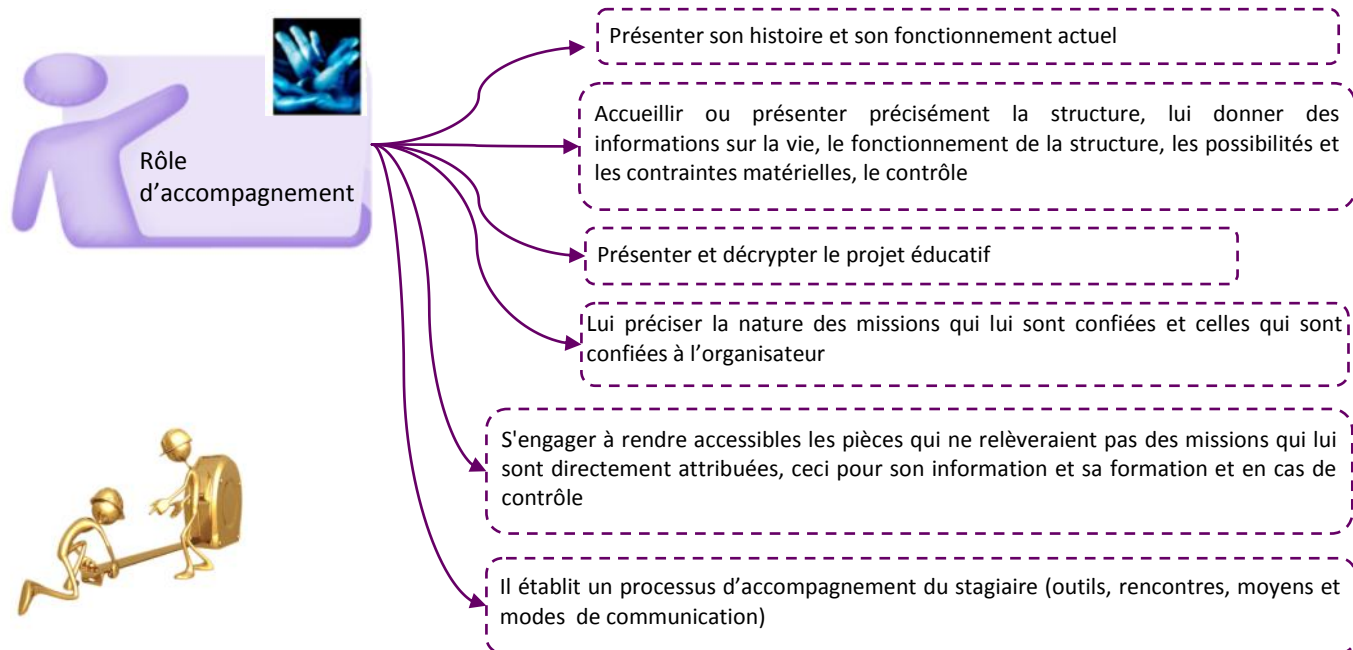 Rôle
d’accompagnement
Présenter son histoire et son fonctionnement actuel
Accueillir ou présenter précisément la structure, lui donner des
informations sur la vie, le fonctionnement de la structure, les possibilités et
les contraintes matérielles, le contrôle
Présenter et décrypter le projet éducatif
Lui préciser la nature des missions qui lui sont confiées et celles qui sont
confiées à l’organisateur
S'engager à rendre accessibles les pièces qui ne relèveraient pas des missions qui lui
sont directement attribuées, ceci pour son information et sa formation et en cas de
contrôle
Il établit un processus d’accompagnement du stagiaire (outils, rencontres, moyens et
modes de communication)